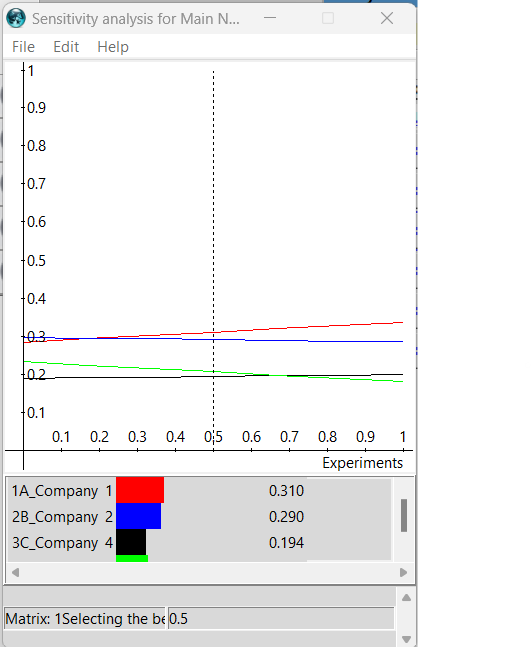 Sensitivity analysis for Main N...
File Edit Help
1
0.9
0.8
0.7
0.6
0.5
0.4
0.3
0.2
0.1
0.1 0.2 0.3 0.4 0.5 0.6 0.7 0.8 0.9 1
Experiments
1A_Company 1 0.310
2B_Company 2 0.290
3C_Company 4 0.194
Matrix: 1Selecting the be 0.5